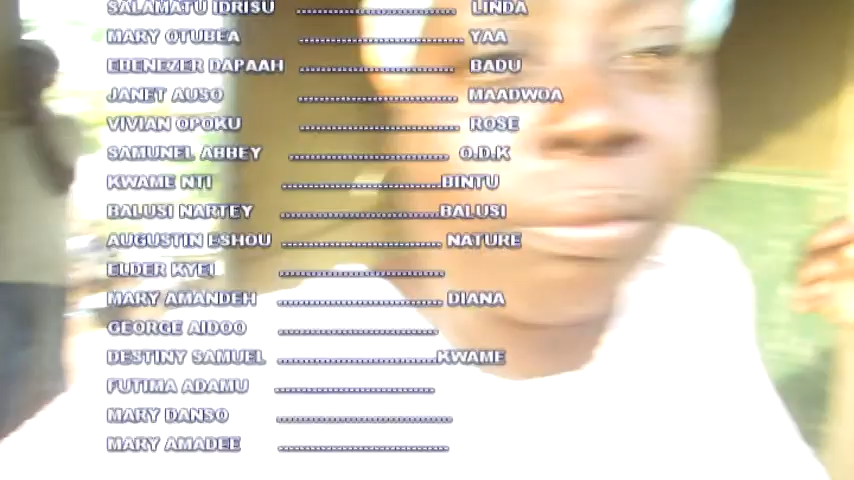 SALAMATU IDRISU ................................ LINDA
MARY OTUBEA ................................. YAA
EBENEZER DAPAAH ............................... BADU
JANET AUSO ................................ MAADWOA
VIVIAN OPOKU ................................ ROSE
SAMUNEL ABBEY ................................ O.D.K
KWAME NTI ................................BINTU
BALUSI NARTEY ................................BALUSI
AUGUSTIN ESHOU ................................ NATURE
ELDER KYEI .................................
MARY AMANDEH ................................. DIANA
GEORGE AIDOO ................................
DESTINY SAMUEL ................................KWAME
FUTIMA ADAMU ................................
MARY DANSO ...................................
MARY AMADEE ..................................